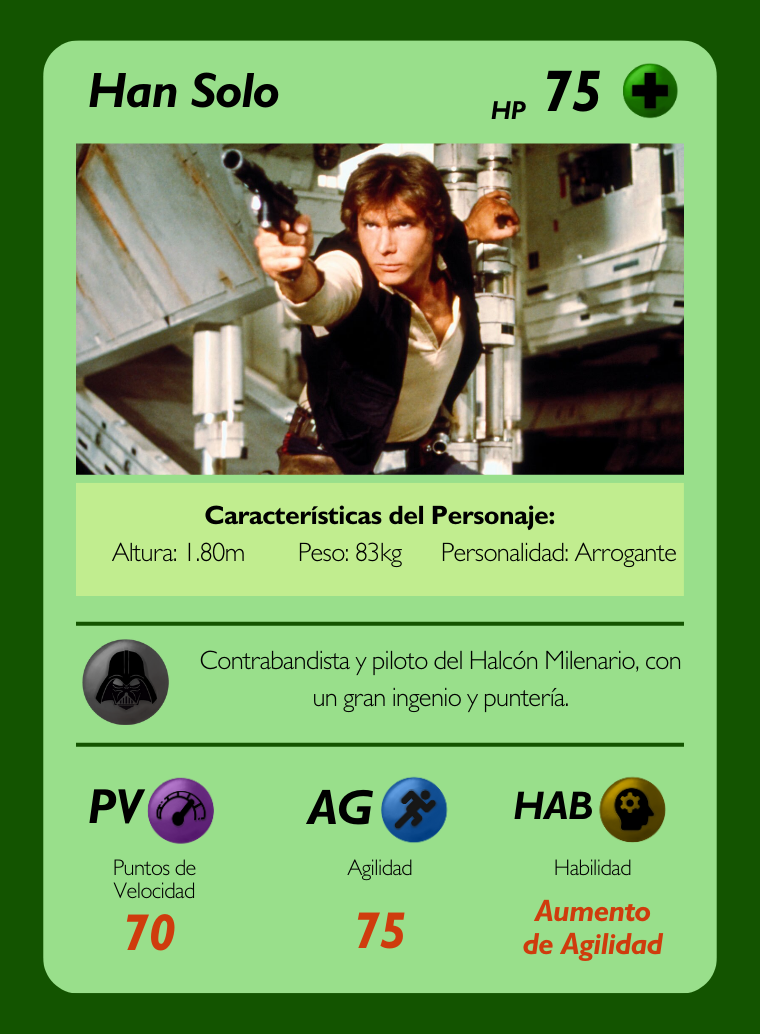 Han Solo
HP 75
Características del Personaje:
Altura: 1.80m Peso: 83kg Personalidad: Arrogante
Contrabandista y piloto del Halcón Milenario, con
un gran ingenio y puntería.
PV AG HAB
Puntos de
Velocidad
Agilidad
Habilidad
70
75
Aumento
de Agilidad